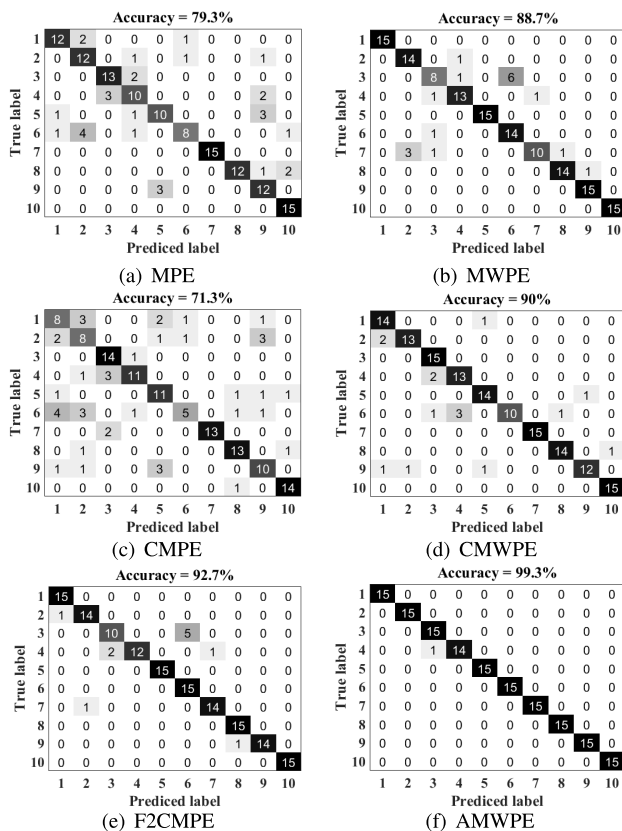 Accuracy = 79.3%
True label
1 12 2 0 0 0 1 0 0 0 0
2 0 12 0 1 0 1 0 0 1 0
3 0 0 13 2 0 0 0 0 0 0
4 0 0 3 10 0 0 0 0 2 0
5 1 0 0 1 10 0 0 0 3 0
6 1 4 0 1 0 8 0 0 0 1
7 0 0 0 0 0 0 15 0 0 0
8 0 0 0 0 0 0 0 12 1 2
9 0 0 0 0 3 0 0 0 12 0
10 0 0 0 0 0 0 0 0 0 15
1 2 3 4 5 6 7 8 9 10
Prediced label
(a) MPE
Accuracy = 88.7%
True label
1 15 0 0 0 0 0 0 0 0 0
2 0 14 0 1 0 0 0 0 0 0
3 0 0 8 1 0 6 0 0 0 0
4 0 0 1 13 0 0 1 0 0 0
5 0 0 0 0 15 0 0 0 0 0
6 0 0 1 0 0 14 0 0 0 0
7 0 3 1 0 0 0 10 1 0 0
8 0 0 0 0 0 0 0 14 1 0
9 0 0 0 0 0 0 0 0 15 0
10 0 0 0 0 0 0 0 0 0 15
1 2 3 4 5 6 7 8 9 10
Prediced label
(b) MWPE
Accuracy = 71.3%
True label
1 8 3 0 0 2 1 0 0 1 0
2 2 8 0 0 1 1 0 0 3 0
3 0 0 14 1 0 0 0 0 0 0
4 0 1 3 11 0 0 0 0 0 0
5 1 0 0 0 11 0 0 1 1 1
6 4 3 0 1 0 5 0 1 1 0
7 0 0 2 0 0 0 13 0 0 0
8 0 1 0 0 0 0 0 13 0 1
9 1 1 0 0 3 0 0 0 10 0
10 0 0 0 0 0 0 0 1 0 14
1 2 3 4 5 6 7 8 9 10
Prediced label
(c) CMPE
Accuracy = 90%
True label
1 14 0 0 0 1 0 0 0 0 0
2 2 13 0 0 0 0 0 0 0 0
3 0 0 15 0 0 0 0 0 0 0
4 0 0 2 13 0 0 0 0 0 0
5 0 0 0 0 14 0 0 0 1 0
6 0 0 1 3 0 10 0 1 0 0
7 0 0 0 0 0 0 15 0 0 0
8 0 0 0 0 0 0 0 14 0 1
9 1 1 0 0 1 0 0 0 12 0
10 0 0 0 0 0 0 0 0 0 15
1 2 3 4 5 6 7 8 9 10
Prediced label
(d) CMWPE
Accuracy = 92.7%
True label
1 15 0 0 0 0 0 0 0 0 0
2 1 14 0 0 0 0 0 0 0 0
3 0 0 10 0 0 5 0 0 0 0
4 0 0 2 12 0 0 1 0 0 0
5 0 0 0 0 15 0 0 0 0 0
6 0 0 0 0 0 15 0 0 0 0
7 0 1 0 0 0 0 14 0 0 0
8 0 0 0 0 0 0 0 15 0 0
9 0 0 0 0 0 0 0 1 14 0
10 0 0 0 0 0 0 0 0 0 15
1 2 3 4 5 6 7 8 9 10
Prediced label
(e) F2CMPE
Accuracy = 99.3%
True label
1 15 0 0 0 0 0 0 0 0 0
2 0 15 0 0 0 0 0 0 0 0
3 0 0 15 0 0 0 0 0 0 0
4 0 0 1 14 0 0 0 0 0 0
5 0 0 0 0 15 0 0 0 0 0
6 0 0 0 0 0 15 0 0 0 0
7 0 0 0 0 0 0 15 0 0 0
8 0 0 0 0 0 0 0 15 0 0
9 0 0 0 0 0 0 0 0 15 0
10 0 0 0 0 0 0 0 0 0 15
1 2 3 4 5 6 7 8 9 10
Prediced label
(f) AMWPE